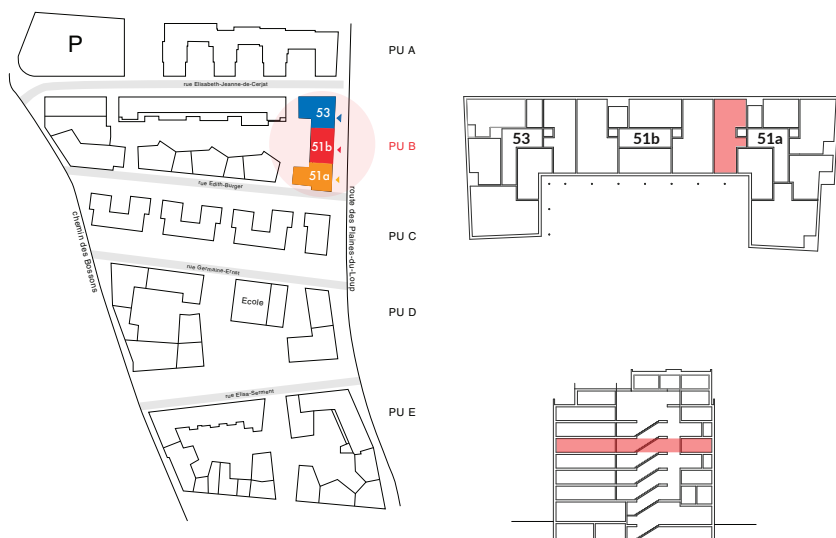 P
PU A
rue Elisabeth-Jeanne-de-Cerjat
53
51b
51a
PU B
rue Edith-Burger
chemin des Bossons
route des Plaines-du-Loup
PU C
rue Germaine-Ernst
Ecole
PU D
rue Elisa-Serment
PU E
53
51b
51a